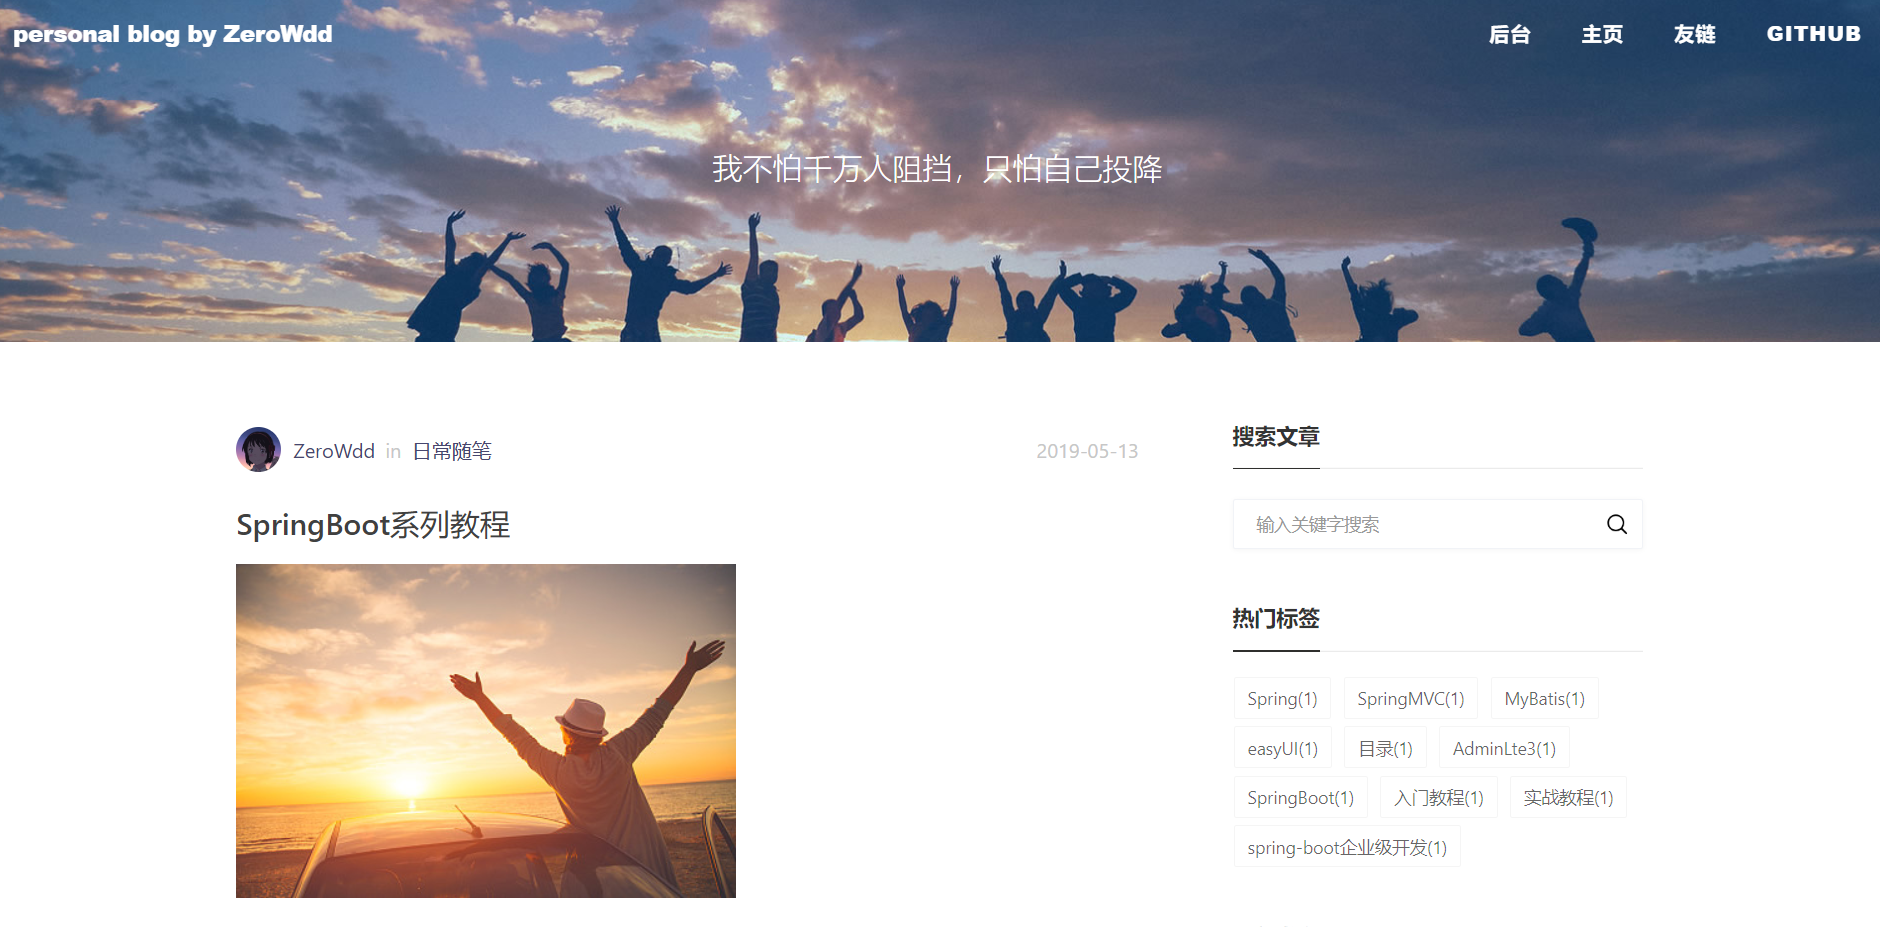 personal blog by ZeroWdd
后台 主页 友链 GITHUB
我不怕千万人阻挡，只怕自己投降
ZeroWdd in 日常随笔 2019-05-13
SpringBoot系列教程
搜索文章
输入关键字搜索
热门标签
Spring(1) SpringMVC(1) MyBatis(1)
easyUI(1) 目录(1) AdminLte3(1)
SpringBoot(1) 入门教程(1) 实战教程(1)
spring-boot企业级开发(1)